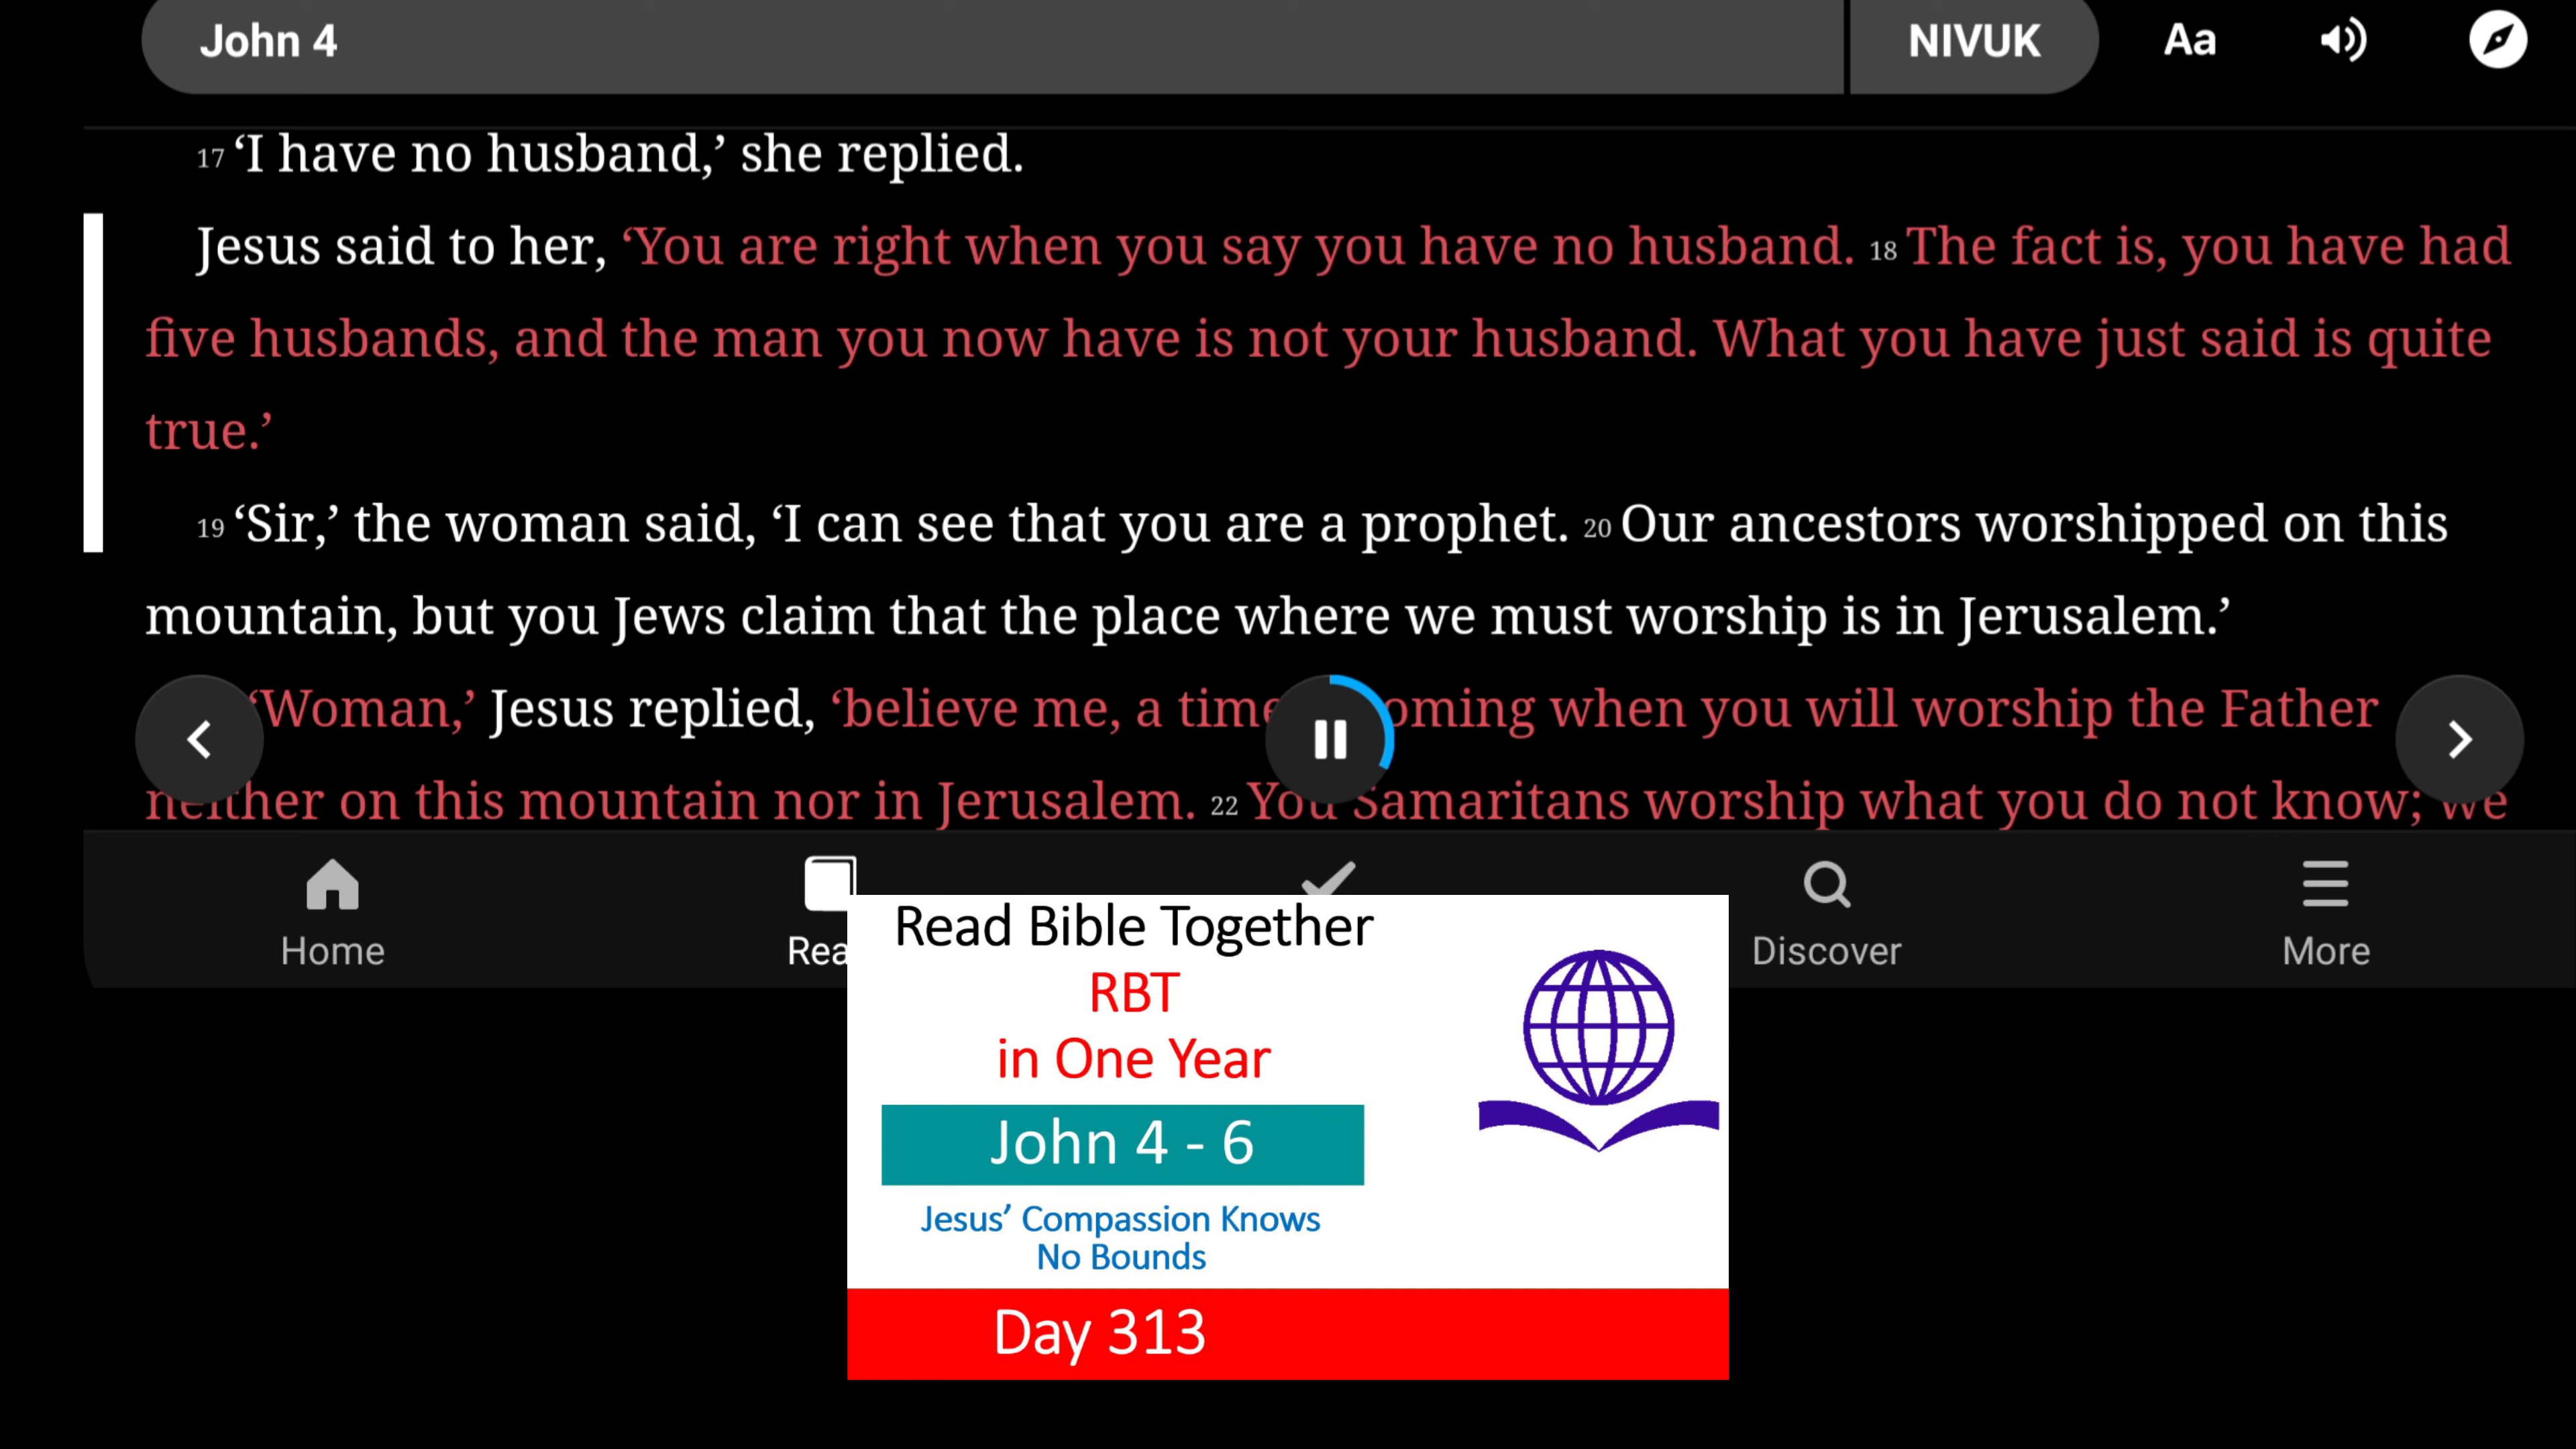 John 4
NIVUK
Aa
17 ‘I have no husband,’ she replied.
Jesus said to her, ‘You are right when you say you have no husband. 18 The fact is, you have had
five husbands, and the man you now have is not your husband. What you have just said is quite
true.’
19 ‘Sir,’ the woman said, ‘I can see that you are a prophet. 20 Our ancestors worshipped on this
mountain, but you Jews claim that the place where we must worship is in Jerusalem.’
‘Woman,’ Jesus replied, ‘believe me, a time coming when you will worship the Father
neither on this mountain nor in Jerusalem. 22 You Samaritans worship what you do not know; we
Home
Discover
More
Read Bible Together
RBT
in One Year
John 4 - 6
Jesus’ Compassion Knows
No Bounds
Day 313